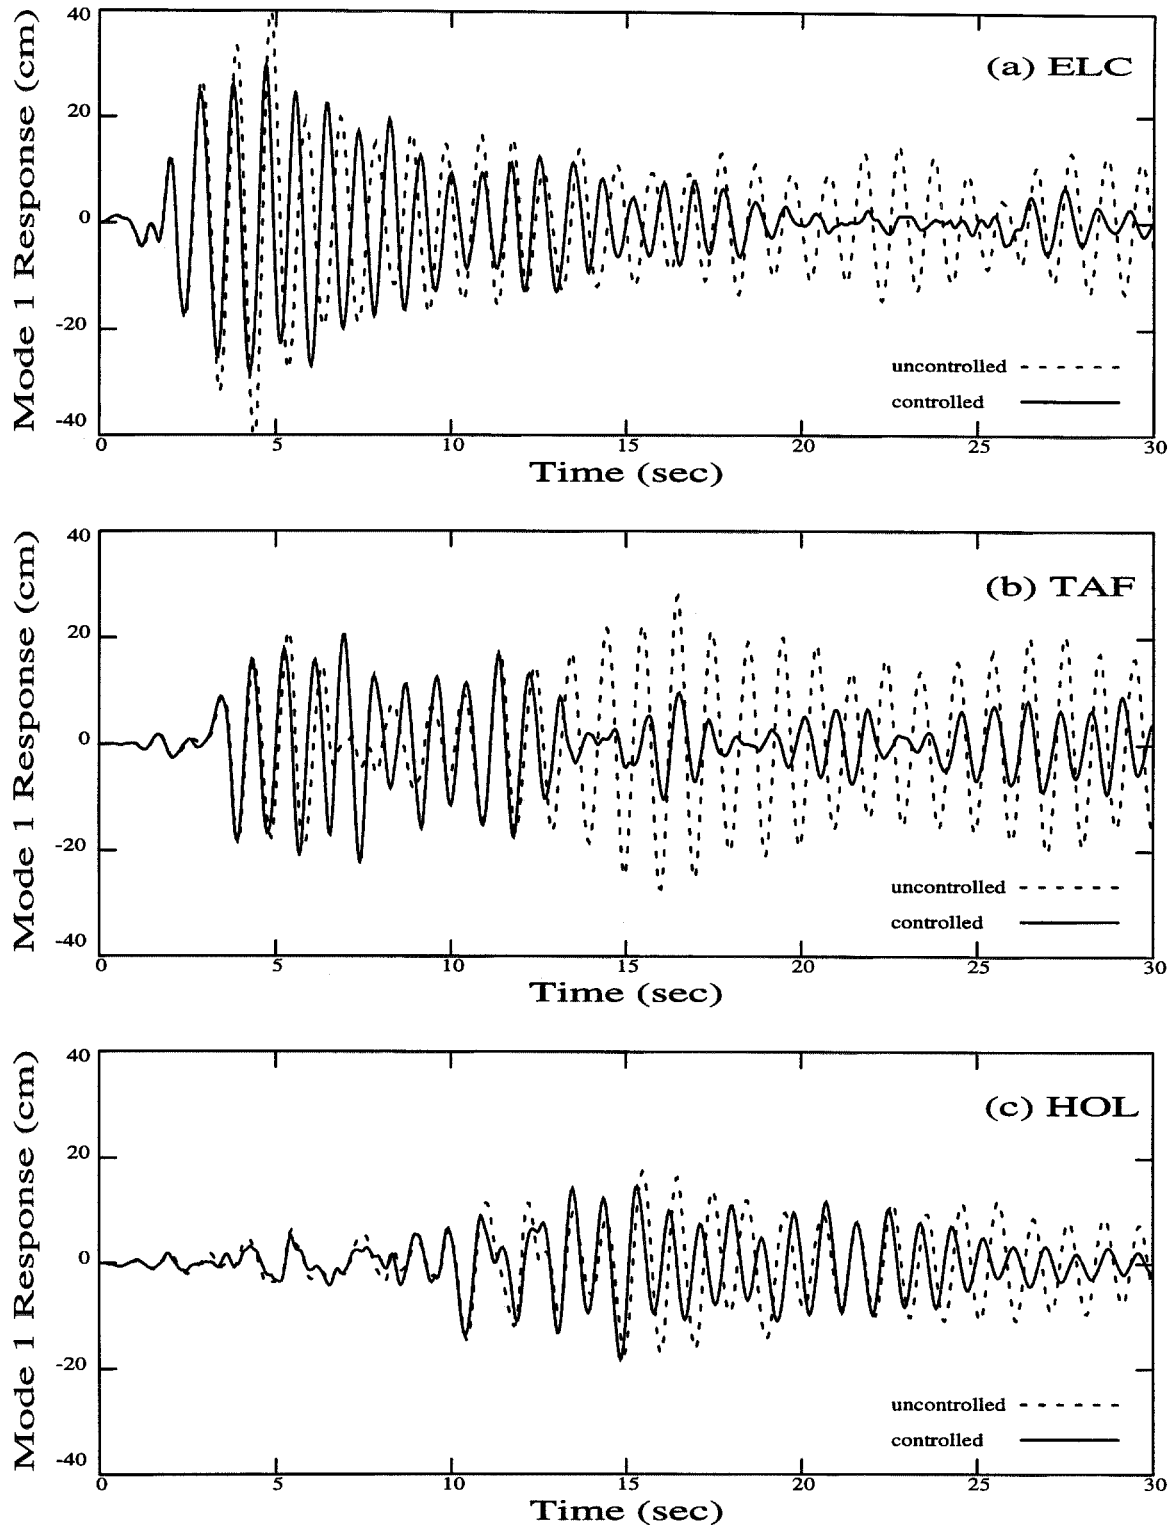 Mode 1 Response (cm)
40
20
0
-20
-40
(a) ELC
uncontrolled
controlled
0 5 10 15 20 25 30
Time (sec)
Mode 1 Response (cm)
40
20
0
-20
-40
(b) TAF
uncontrolled
controlled
0 5 10 15 20 25 30
Time (sec)
Mode 1 Response (cm)
40
20
0
-20
-40
(c) HOL
uncontrolled
controlled
0 5 10 15 20 25 30
Time (sec)